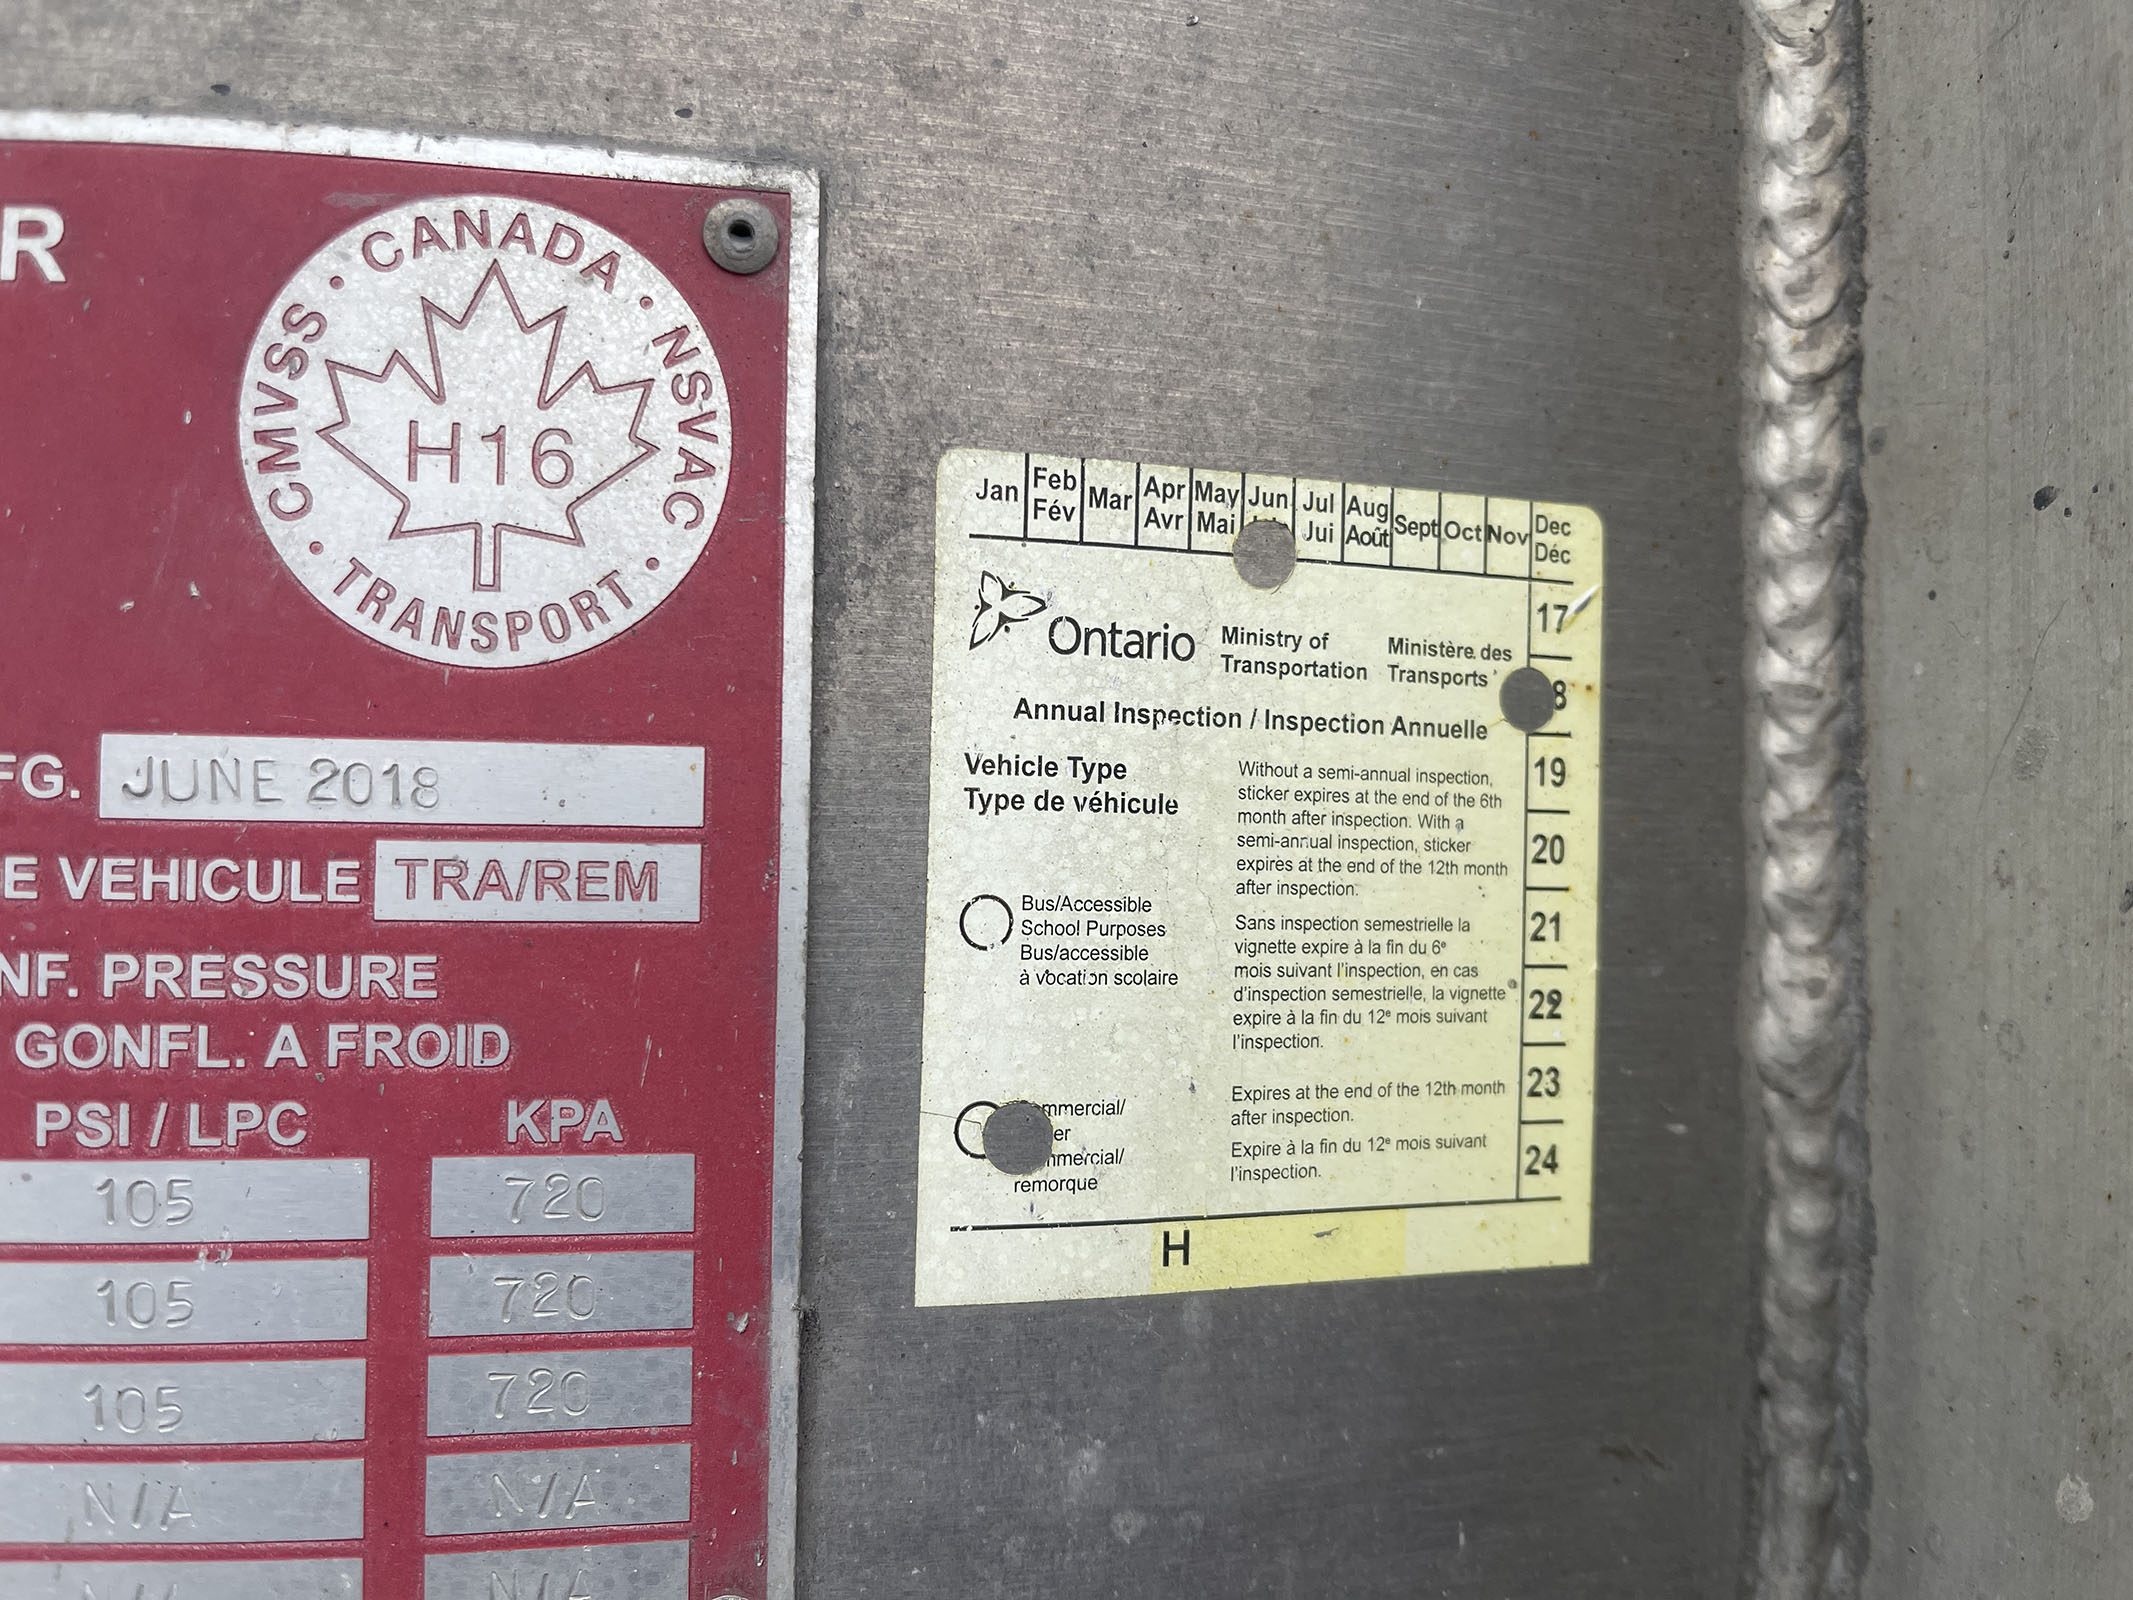 R
CMVSS · CANADA · NSVAC · TRANSPORT ·
H16
FG. JUNE 2018
E VEHICULE TRA/REM
NF. PRESSURE
GONFL. A FROID
PSI / LPC KPA
105 720
105 720
105 720
N/A N/A
N/A N/A
Jan Feb Fév Mar Apr Avr May Mai Jun Jul Jui Aug Août Sept Oct Nov Dec Déc
17
8
19
20
21
22
23
24
Ontario
Ministry of
Transportation
Ministère des
Transports
Annual Inspection / Inspection Annuelle
Vehicle Type
Type de véhicule
Without a semi-annual inspection,
sticker expires at the end of the 6th
month after inspection. With a
semi-annual inspection, sticker
expires at the end of the 12th month
after inspection.
Bus/Accessible
School Purposes
Bus/accessible
à vocation scolaire
Sans inspection semestrielle la
vignette expire à la fin du 6e
mois suivant l'inspection, en cas
d'inspection semestrielle, la vignette
expire à la fin du 12e mois suivant
l'inspection.
mmercial/
er
mmercial/
remorque
Expires at the end of the 12th month
after inspection.
Expire à la fin du 12e mois suivant
l'inspection.
H